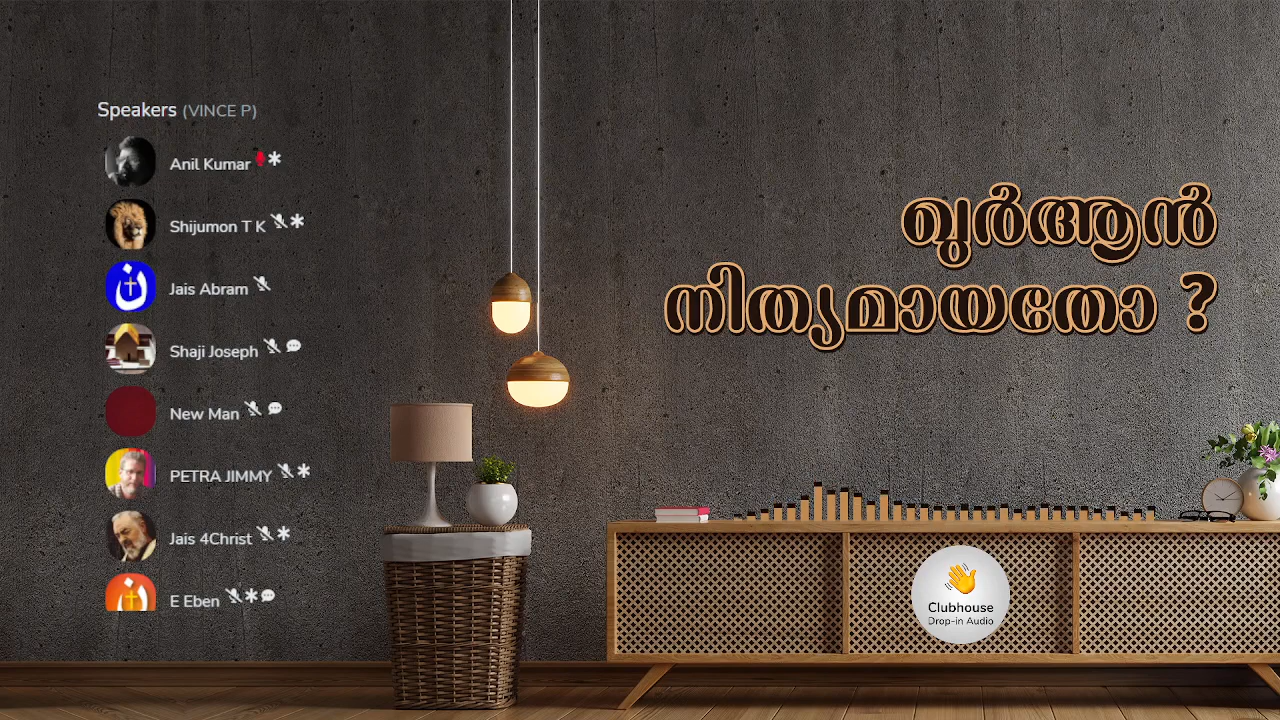 Speakers (VINCE P)
Anil Kumar
Shijumon T K
Jais Abram
Shaji Joseph
New Man
PETRA JIMMY
Jais 4Christ
E Eben
ഖുർആൻ
നിത്യമായതോ ?
Clubhouse
Drop-in Audio